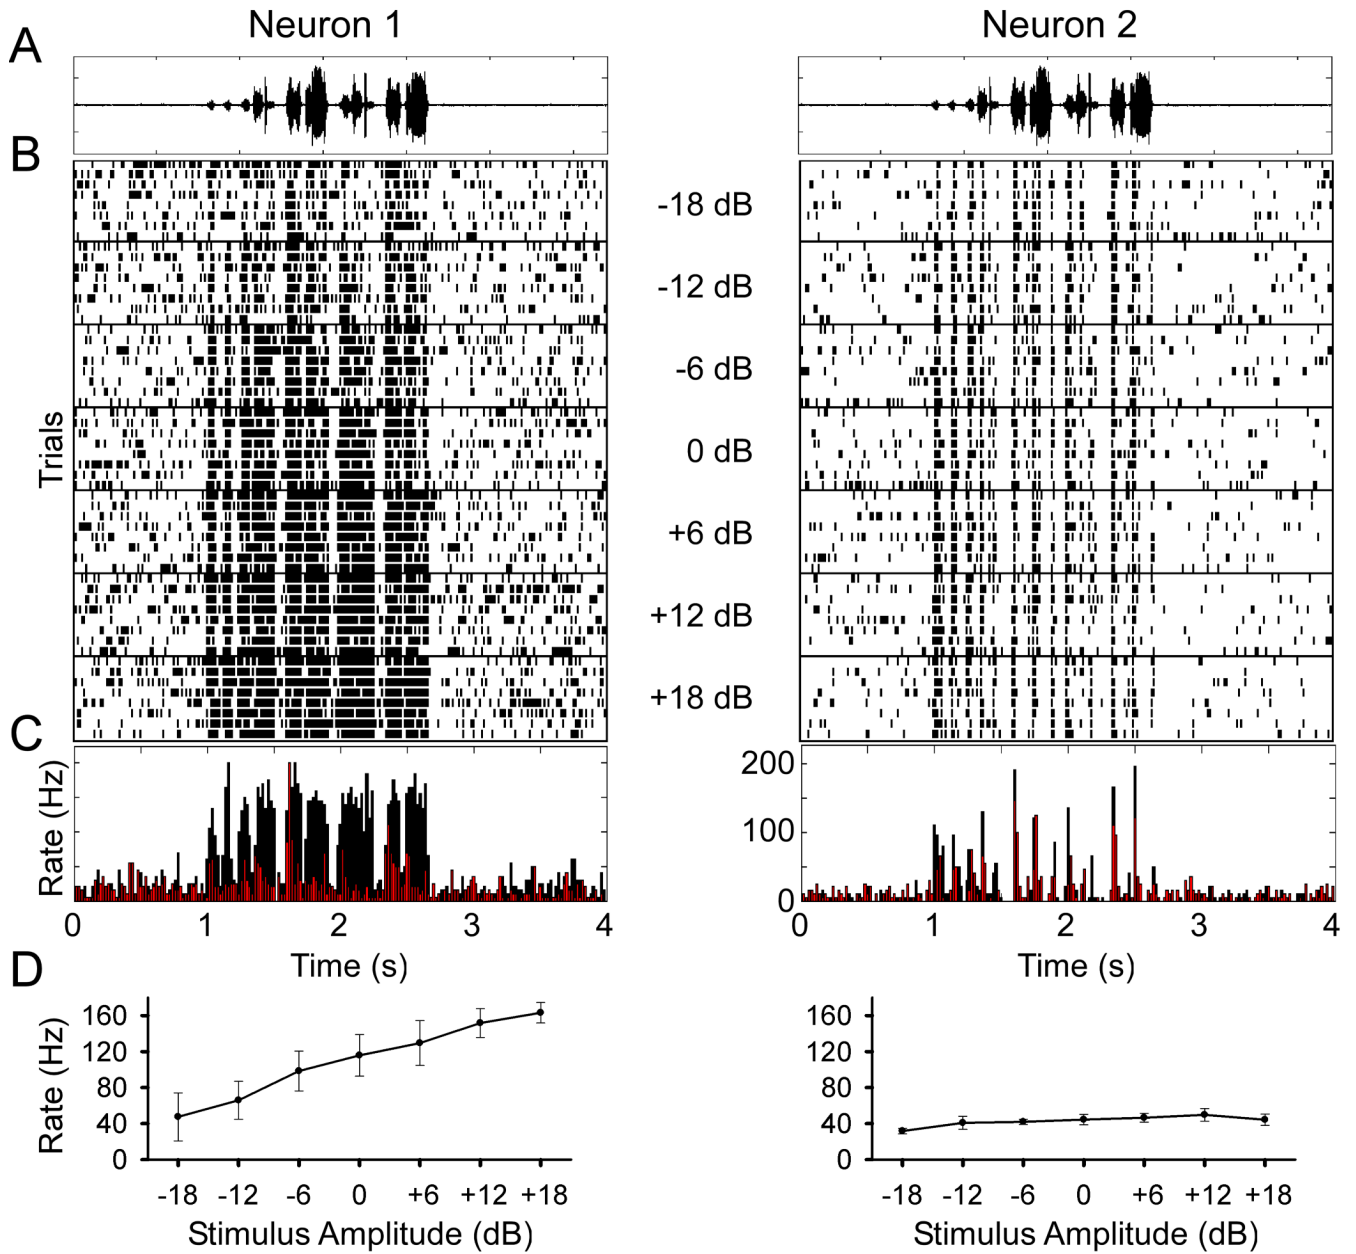 Neuron 1 Neuron 2
A
B
-18 dB
-12 dB
-6 dB
0 dB
+6 dB
+12 dB
+18 dB
Trials
C
Rate (Hz)
200
100
0
0 1 2 3 4
0 1 2 3 4
Time (s) Time (s)
D
Rate (Hz)
160
120
80
40
0
-18 -12 -6 0 +6 +12 +18
Stimulus Amplitude (dB)
160
120
80
40
0
-18 -12 -6 0 +6 +12 +18
Stimulus Amplitude (dB)